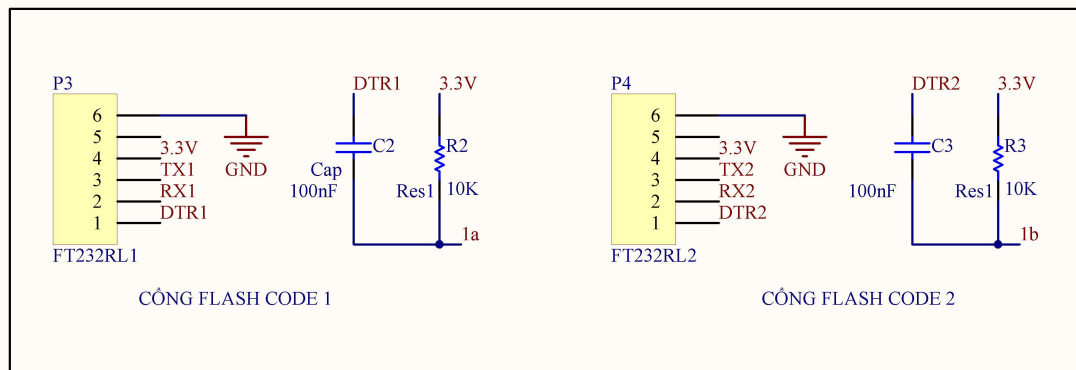 P3
6
5
4
3
2
1
3.3V
TX1
RX1
DTR1
FT232RL1
GND
DTR1
C2
Cap
100nF
3.3V
R2
Res1
10K
1a
CỔNG FLASH CODE 1
P4
6
5
4
3
2
1
3.3V
TX2
RX2
DTR2
FT232RL2
GND
DTR2
C3
100nF
3.3V
R3
Res1
10K
1b
CỔNG FLASH CODE 2